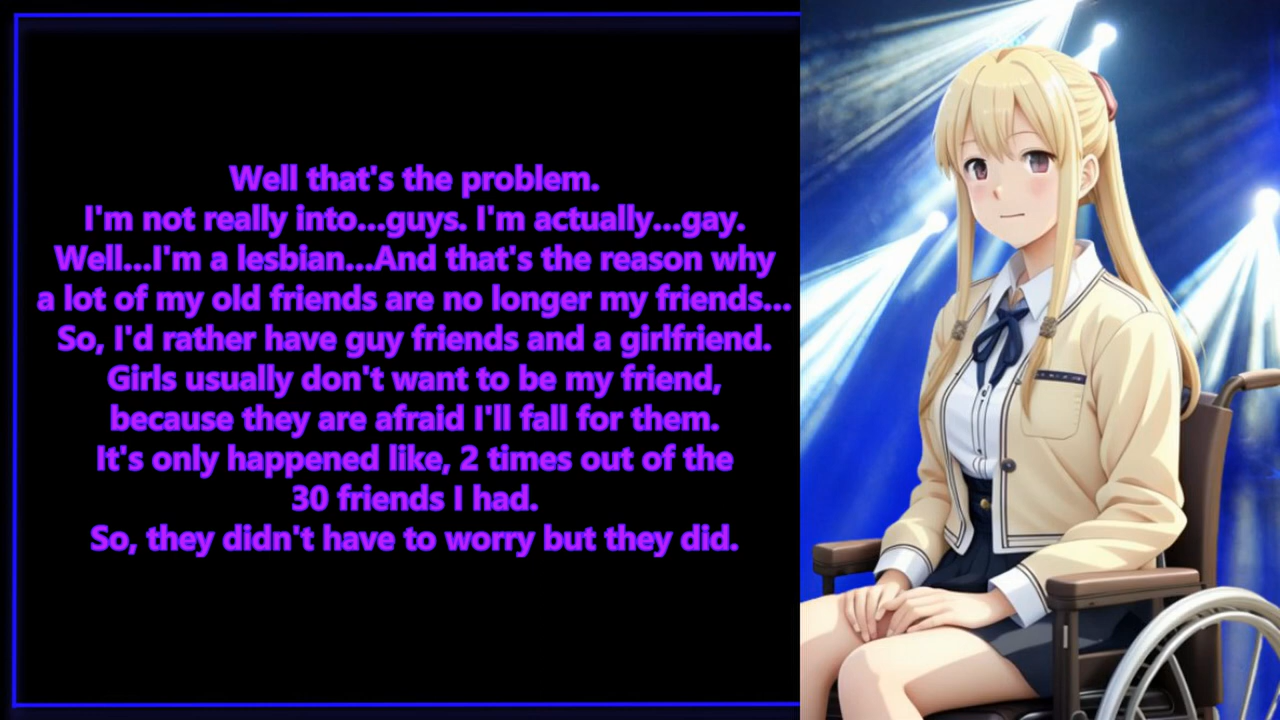 Well that's the problem.
I'm not really into...guys. I'm actually...gay.
Well...I'm a lesbian...And that's the reason why
a lot of my old friends are no longer my friends...
So, I'd rather have guy friends and a girlfriend.
Girls usually don't want to be my friend,
because they are afraid I'll fall for them.
It's only happened like, 2 times out of the
30 friends I had.
So, they didn't have to worry but they did.